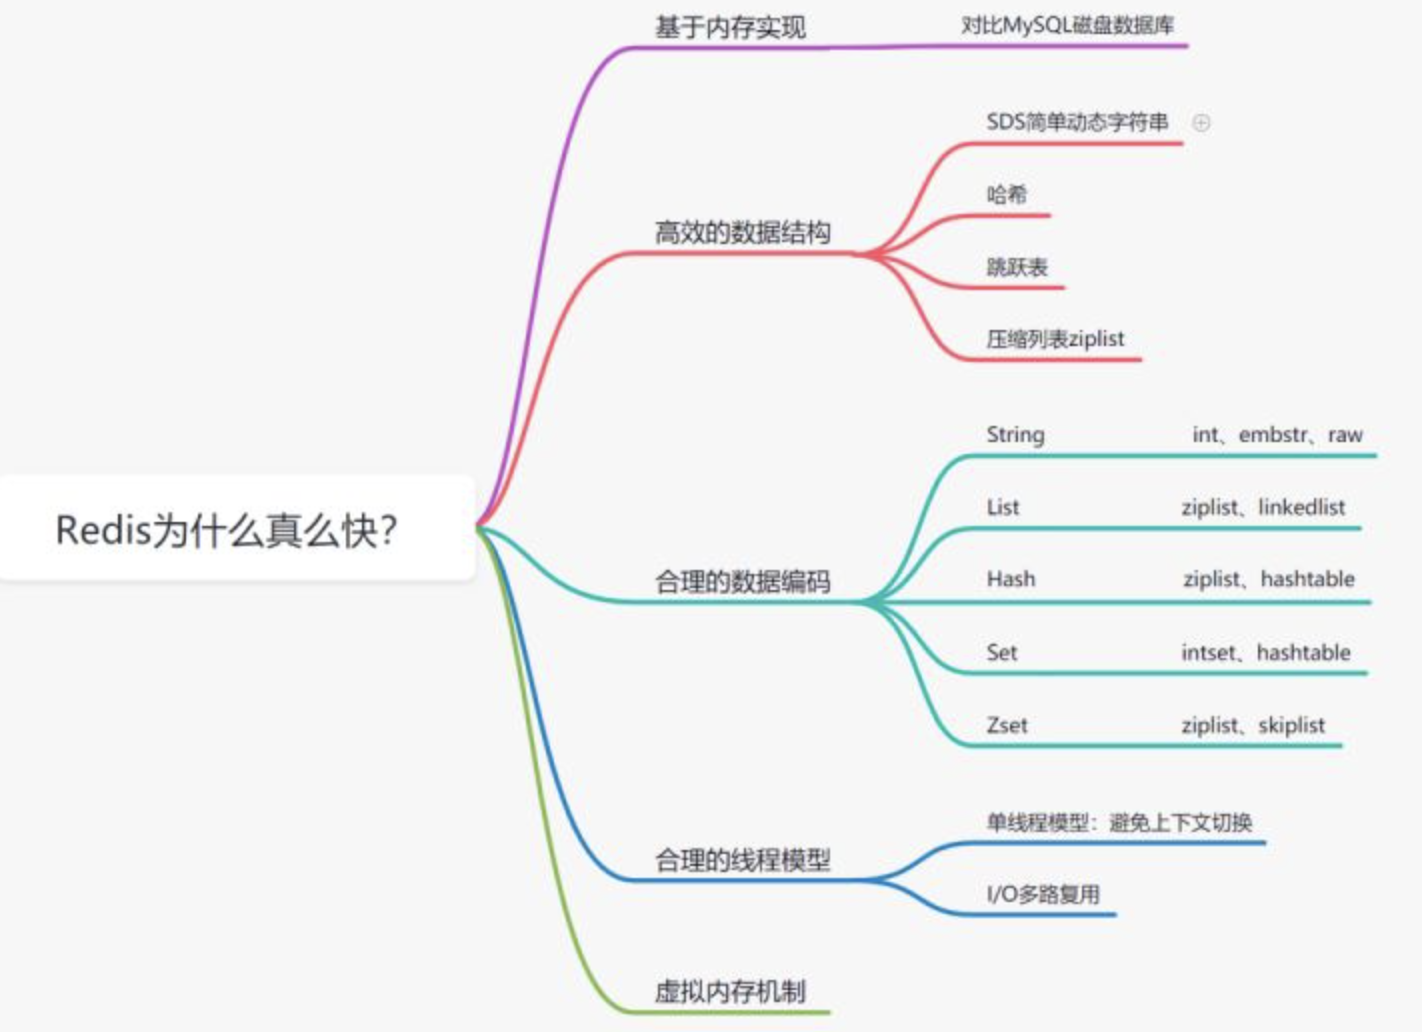 Redis为什么真么快?
基于内存实现
对比MySQL磁盘数据库
高效的数据结构
SDS简单动态字符串
哈希
跳跃表
压缩列表ziplist
合理的数据编码
String int、embstr、raw
List ziplist、linkedlist
Hash ziplist、hashtable
Set intset、hashtable
Zset ziplist、skiplist
合理的线程模型
单线程模型：避免上下文切换
I/O多路复用
虚拟内存机制